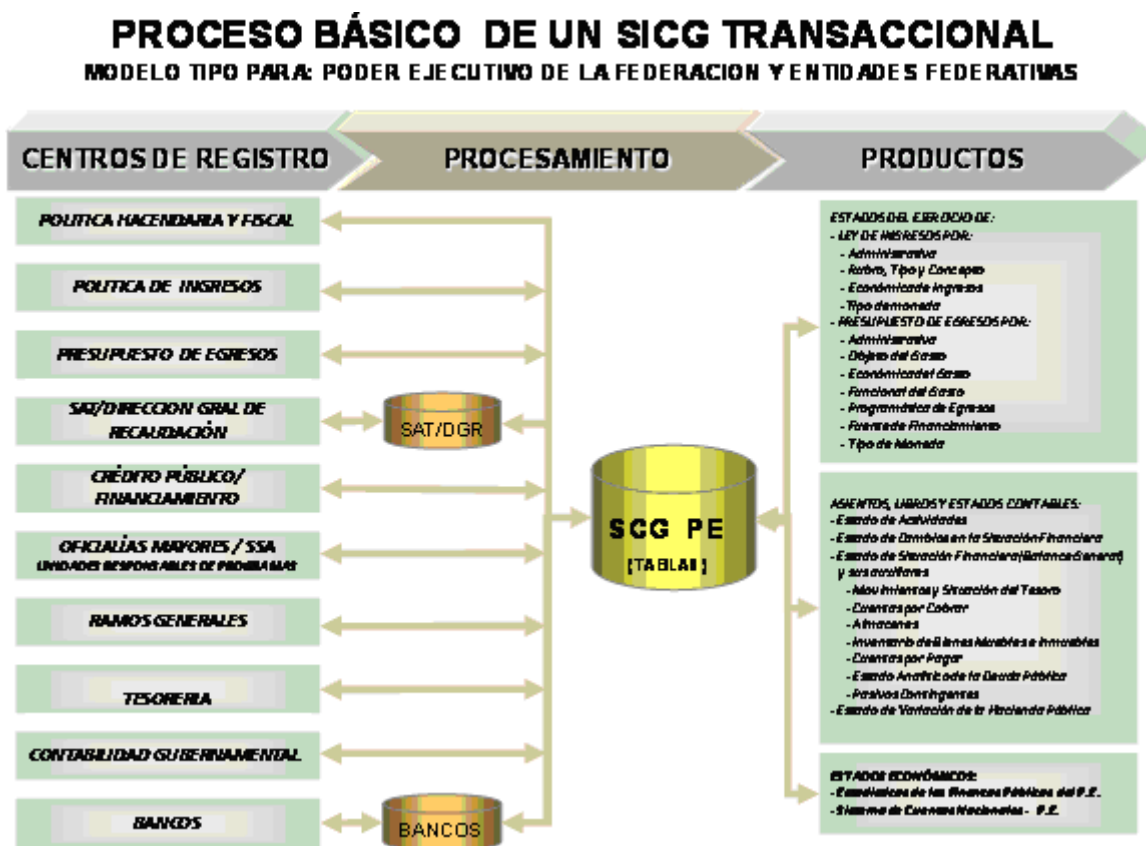 PROCESO BÁSICO DE UN SICG TRANSACCIONAL
MODELO TIPO PARA: PODER EJECUTIVO DE LA FEDERACION Y ENTIDADES FEDERATIVAS
CENTROS DE REGISTRO
PROCESAMIENTO
PRODUCTOS
POLITICA HACENDARIA Y FISCAL
POLITICA DE INGRESOS
PRESUPUESTO DE EGRESOS
SAT/DIRECCION GRAL DE
RECAUDACIÓN
CRÉDITO PÚBLICO/
FINANCIAMIENTO
OFICIALÍAS MAYORES / SSA
UNIDADES RESPONSABLES DE PROGRAMAS
RAMOS GENERALES
TESORERIA
CONTABILIDAD GUBERNAMENTAL
BANCOS
SAT/DGR
BANCOS
SCG PE
(TABLAS)
ESTADOS DEL EJERCICIO DE:
- LEY DE INGRESOS POR:
- Administrativa
- Rubro, Tipo y Concepto
- Económica de Ingresos
- Tipo de moneda
- PRESUPUESTO DE EGRESOS POR:
- Administrativa
- Objeto del Gasto
- Económica del Gasto
- Funcional del Gasto
- Programática de Egresos
- Fuente de Financiamiento
- Tipo de Moneda
ASIENTOS, LIBROS Y ESTADOS CONTABLES:
- Estado de Actividades
- Estado de Cambios en la Situación Financiera
- Estado de Situación Financiera (Balance General)
y sus auxiliares
- Movimientos y Situación del Tesoro
- Cuentas por Cobrar
- Almacenes
- Inventario de Bienes Muebles e Inmuebles
- Cuentas por Pagar
- Estado Analítico de la Deuda Pública
- Pasivos Contingentes
- Estado de Variación de la Hacienda Pública
ESTADOS ECONÓMICOS:
- Estadísticas de las Finanzas Públicas del P.E.
- Sistema de Cuentas Nacionales - P.E.